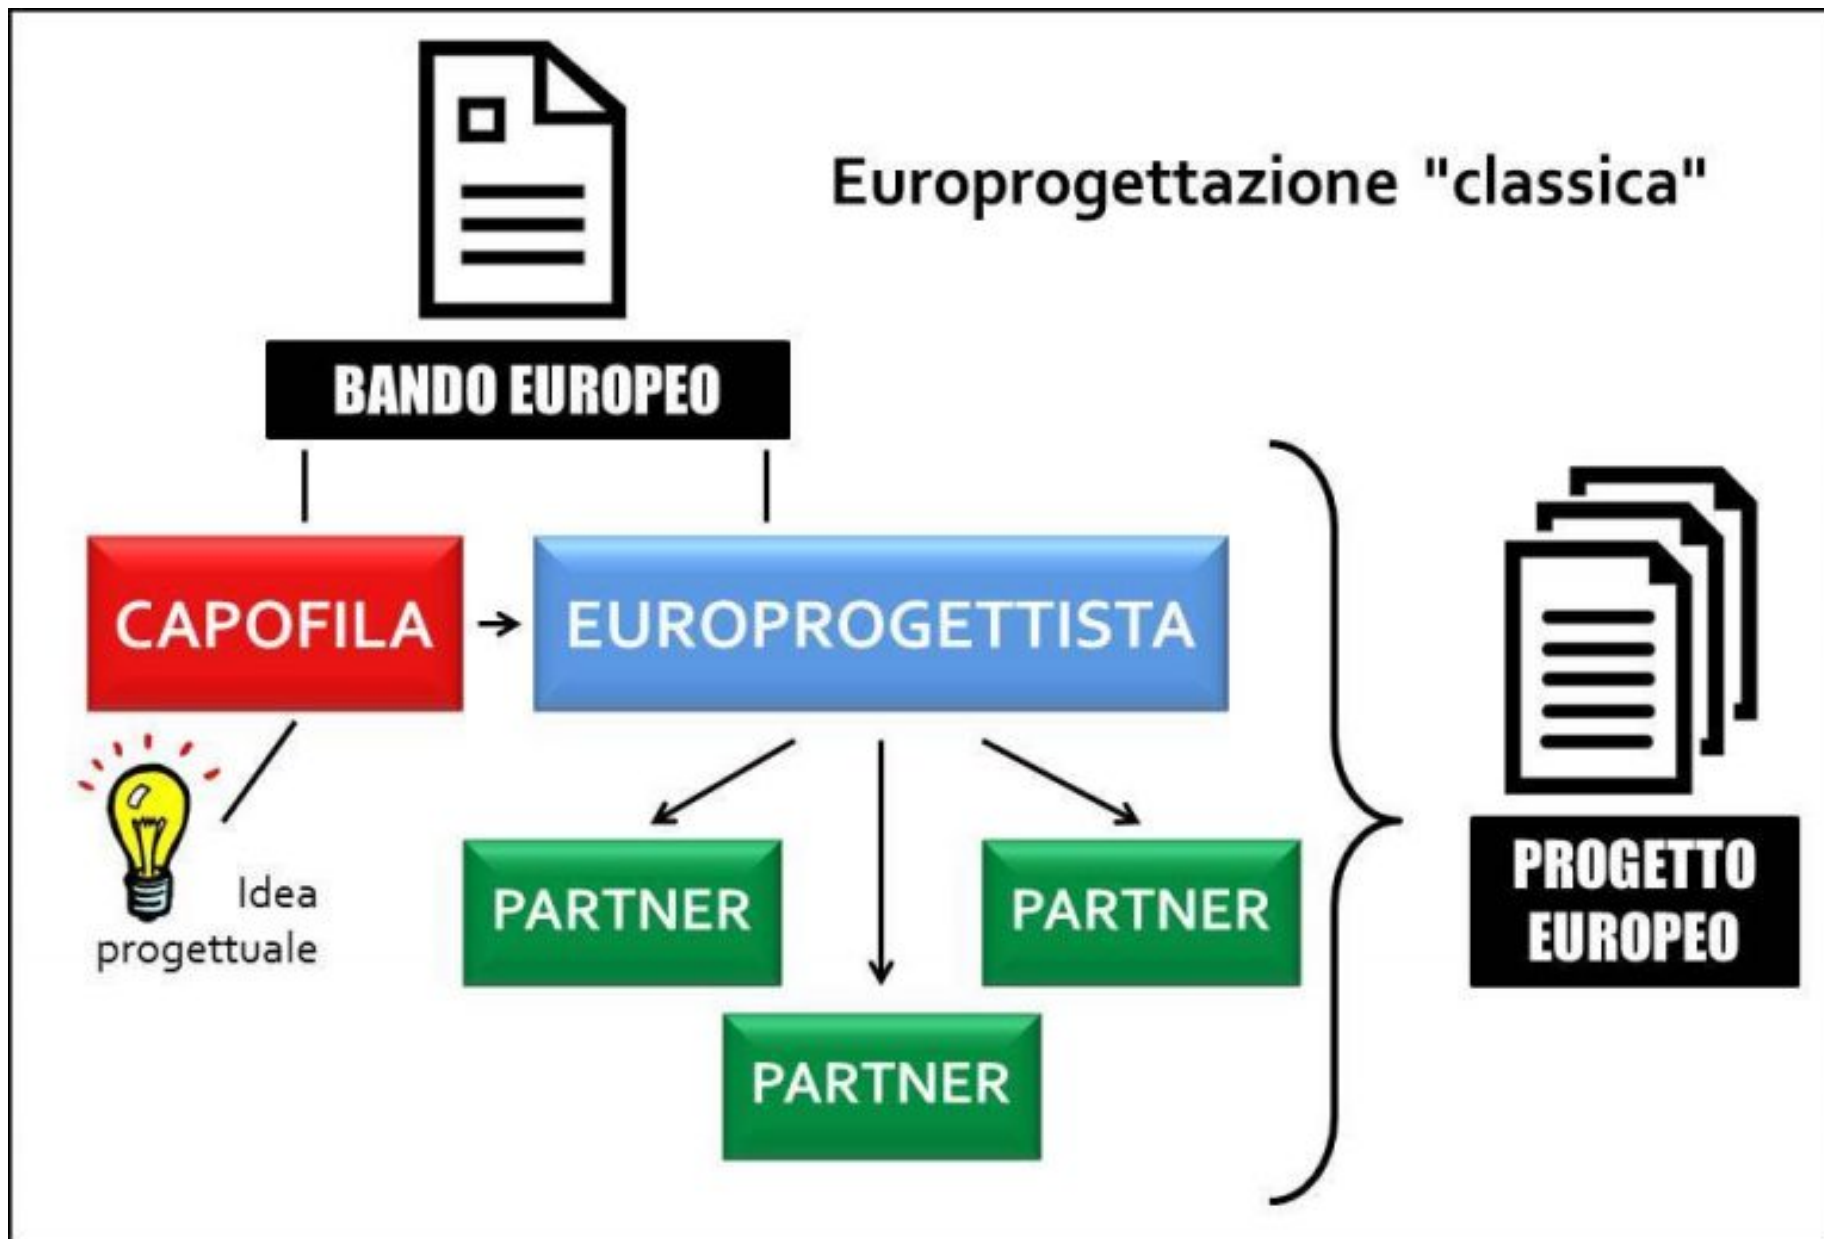 Europrogettazione "classica"
BANDO EUROPEO
CAPOFILA
EUROPROGETTISTA
Idea
progettuale
PARTNER
PARTNER
PARTNER
PROGETTO
EUROPEO